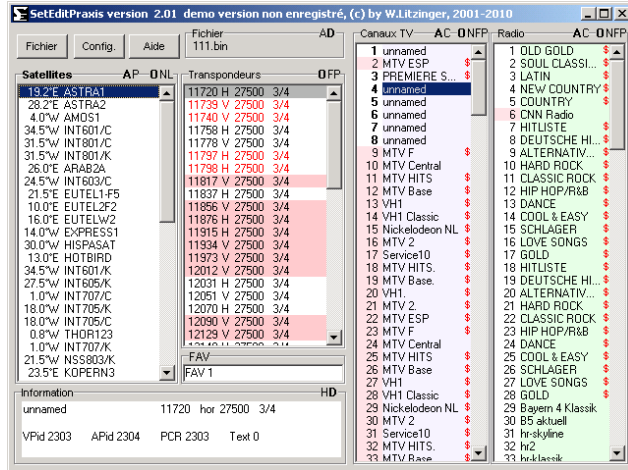 SetEditPraxis version 2.01 demo version non enregistré, (c) by W.Litzinger, 2001-2010
Fichier Config. Aide
Fichier AD
111.bin
Satellites AP ONL
19.2°E ASTRA1
28.2°E ASTRA2
4.0°W AMOS1
34.5°W INT601/C
31.5°W INT801/C
31.5°W INT801/K
26.0°E ARAB2A
24.5°W INT603/C
21.5°E EUTEL1-F5
10.0°E EUTEL2F2
16.0°E EUTELW2
14.0°W EXPRESS1
30.0°W HISPASAT
13.0°E HOTBIRD
34.5°W INT601/K
27.5°W INT605/K
1.0°W INT707/C
18.0°W INT705/K
18.0°W INT705/C
0.8°W THOR123
1.0°W INT707/K
21.5°W NSS803/K
23.5°E KOPERN3
Transpondeurs OFP
11720 H 27500 3/4
11739 V 27500 3/4
11740 V 27500 3/4
11758 H 27500 3/4
11778 V 27500 3/4
11797 H 27500 3/4
11798 H 27500 3/4
11817 V 27500 3/4
11837 H 27500 3/4
11856 V 27500 3/4
11876 H 27500 3/4
11915 H 27500 3/4
11934 V 27500 3/4
11973 V 27500 3/4
12012 V 27500 3/4
12031 H 27500 3/4
12051 V 27500 3/4
12070 H 27500 3/4
12090 V 27500 3/4
12129 V 27500 3/4
12148 H 27500 3/4
FAV
FAV 1
Canaux TV AC ONFP
1 unnamed
2 MTV ESP $
3 PREMIERE S... $
4 unnamed
5 unnamed
6 unnamed
7 unnamed
8 unnamed
9 MTV F $
10 MTV Central
11 MTV HITS $
12 MTV Base $
13 VH1 $
14 VH1 Classic $
15 Nickelodeon NL $
16 MTV 2 $
17 Service10 $
18 MTV HITS. $
19 MTV Base. $
20 VH1. $
21 MTV 2. $
22 MTV ESP $
23 MTV F $
24 MTV Central
25 MTV HITS $
26 MTV Base $
27 VH1 $
28 VH1 Classic $
29 Nickelodeon NL $
30 MTV 2 $
31 Service10 $
32 MTV HITS. $
33 MTV Base $
Radio AC ONFP
1 OLD GOLD $
2 SOUL CLASSI... $
3 LATIN $
4 NEW COUNTRY $
5 COUNTRY $
6 CNN Radio
7 HITLISTE $
8 DEUTSCHE HI... $
9 ALTERNATIV... $
10 HARD ROCK $
11 CLASSIC ROCK $
12 HIP HOP/R&B $
13 DANCE $
14 COOL & EASY $
15 SCHLAGER $
16 LOVE SONGS $
17 GOLD $
18 HITLISTE $
19 DEUTSCHE HI... $
20 ALTERNATIV... $
21 HARD ROCK $
22 CLASSIC ROCK $
23 HIP HOP/R&B $
24 DANCE $
25 COOL & EASY $
26 SCHLAGER $
27 LOVE SONGS $
28 GOLD $
29 Bayern 4 Klassik
30 B5 aktuell
31 hr-skyline
32 hr2
33 hr-klassik
Information HD
unnamed 11720 hor 27500 3/4
VPid 2303 APid 2304 PCR 2303 Text 0